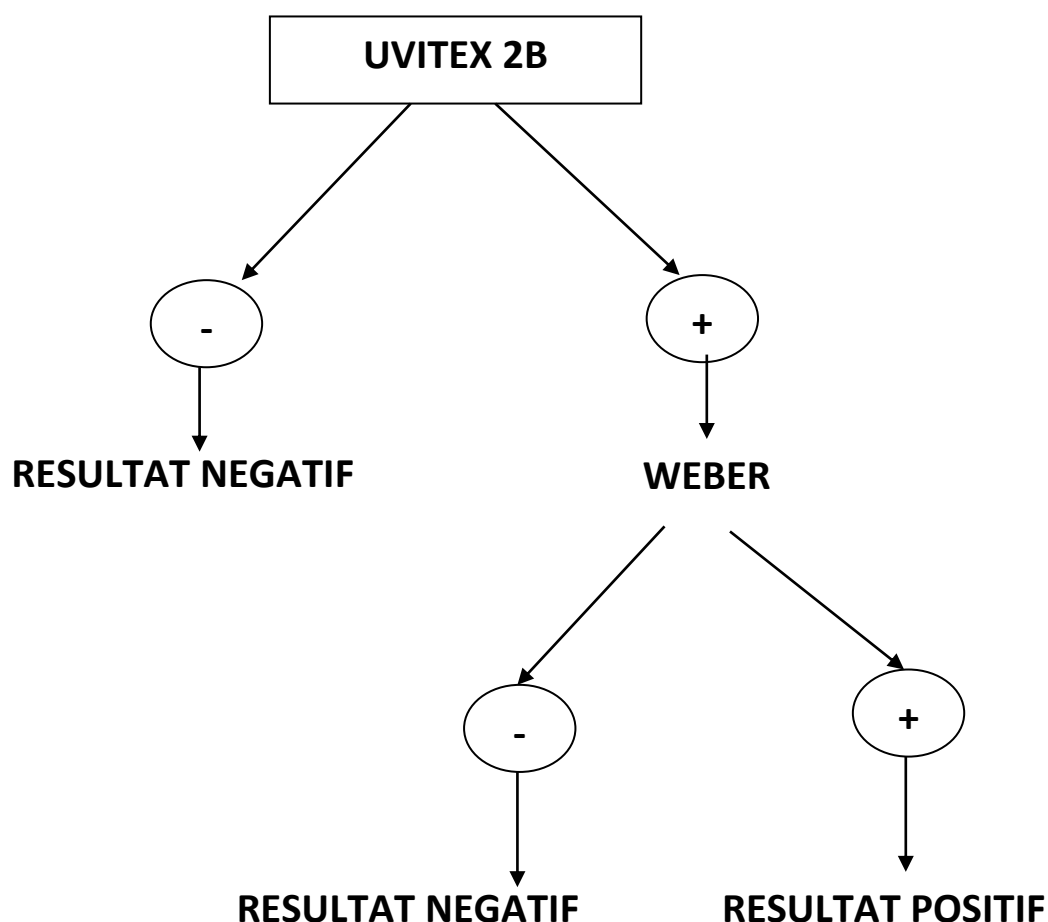 UVITEX 2B
-
+
RESULTAT NEGATIF
WEBER
-
+
RESULTAT NEGATIF
RESULTAT POSITIF